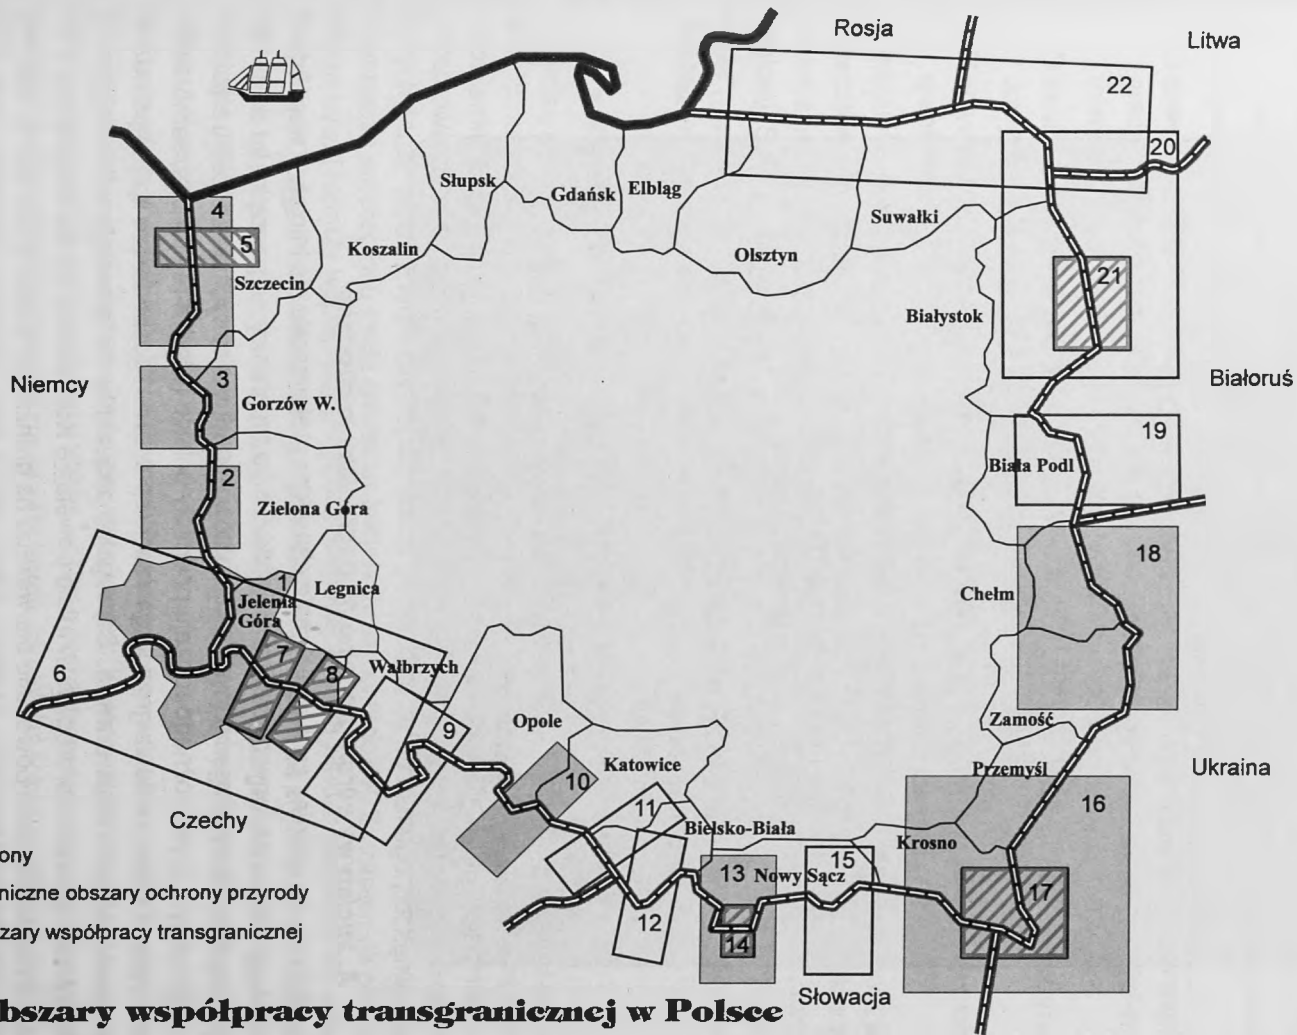 Rosja
Litwa
22
20
Słupsk
Gdańsk
Elbląg
4
Suwałki
5
Koszalin
Olsztyn
Szczecin
21
Białystok
Niemcy
3
Białoruś
Gorzów W.
19
2
Biała Podl
Zielona Góra
18
1
Legnica
Chełm
Jelenia
Góra
7
6
8
Wałbrzych
Opole
9
Zamość
Katowice
Przemyśl
Ukraina
10
11
16
Czechy
Bielsko-Biała
Krosno
15
13
Nowy Sącz
17
12
14
Słowacja
ony
niczne obszary ochrony przyrody
zary współpracy transgranicznej
bszary współpracy transgranicznej w Polsce